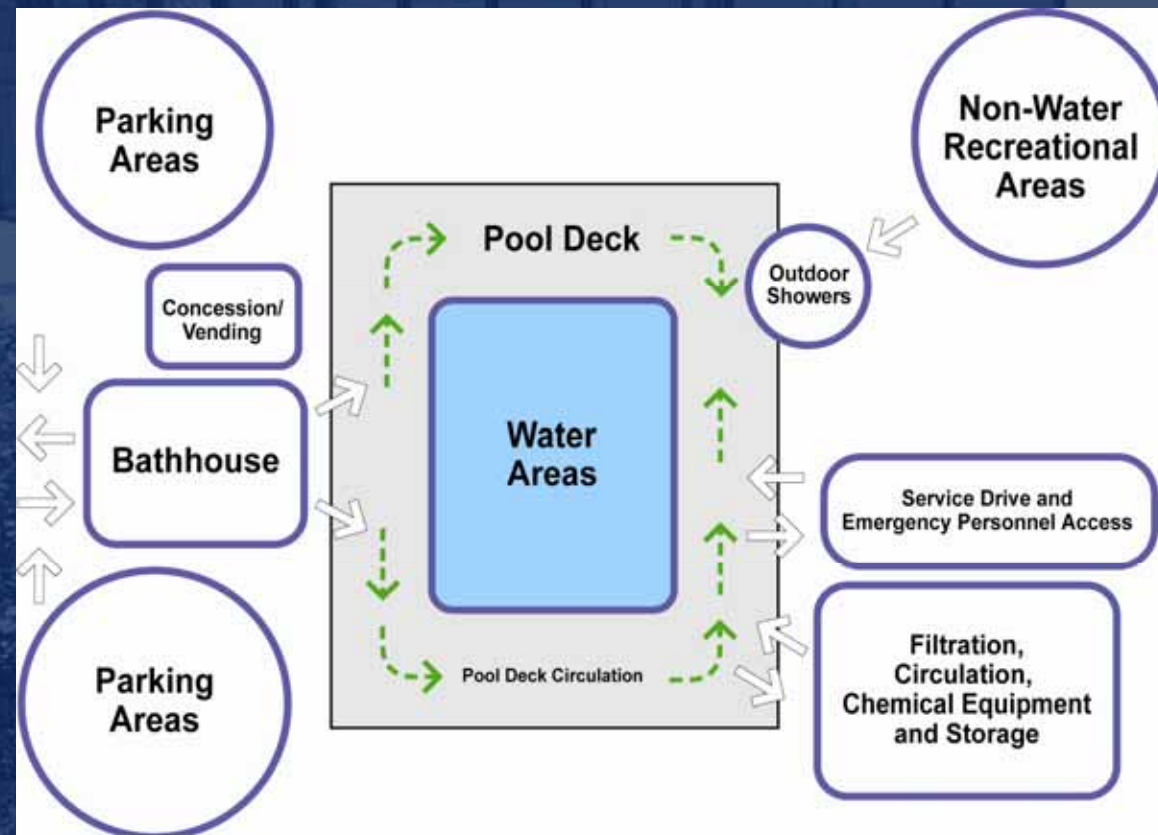 Parking
Areas
Non-Water
Recreational
Areas
Pool Deck
Outdoor
Showers
Concession/
Vending
Bathhouse
Water
Areas
Service Drive and
Emergency Personnel Access
Parking
Areas
Pool Deck Circulation
Filtration,
Circulation,
Chemical Equipment
and Storage